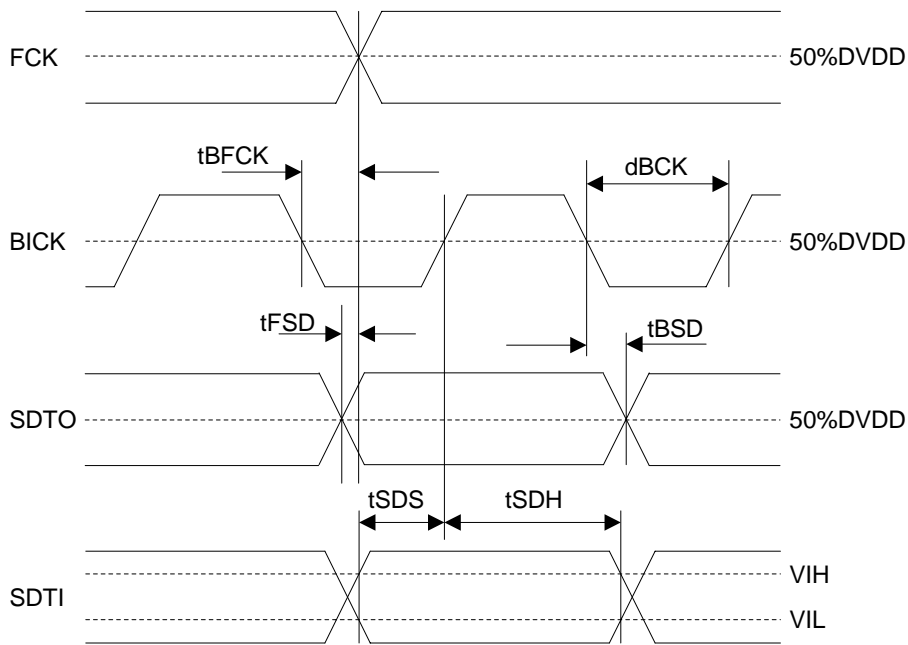 FCK
50%DVDD
tBFCK
dBCK
BICK
50%DVDD
tFSD
tBSD
SDTO
50%DVDD
tSDS
tSDH
SDTI
VIH
VIL